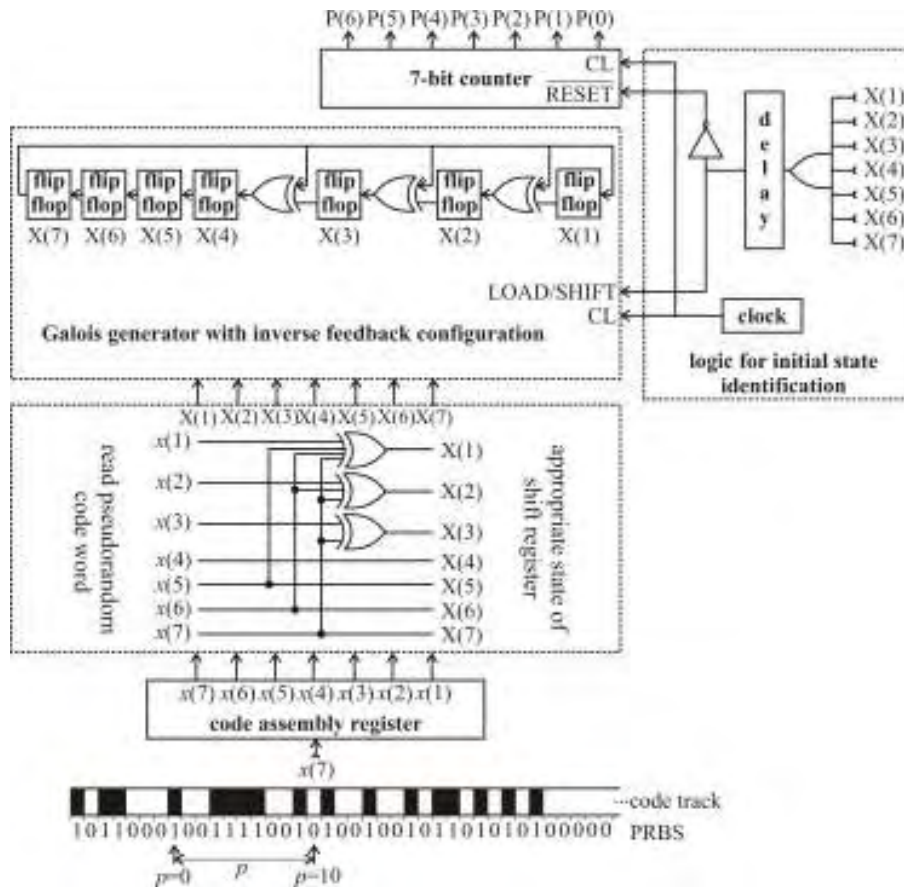 P(6) P(5) P(4) P(3) P(2) P(1) P(0)
CL
7-bit counter
RESET
X(1)
X(2)
X(3)
X(4)
X(5)
X(6)
X(7)
delay
flip flop
flip flop
flip flop
flip flop
flip flop
flip flop
flip flop
X(7) X(6) X(5) X(4) X(3) X(2) X(1)
LOAD/SHIFT
CL
clock
Galois generator with inverse feedback configuration
logic for initial state
identification
X(1) X(2) X(3) X(4) X(5) X(6) X(7)
read pseudorandom
code word
x(1)
x(2)
x(3)
x(4)
x(5)
x(6)
x(7)
X(1)
X(2)
X(3)
X(4)
X(5)
X(6)
X(7)
appropriate state of
shift register
x(7) x(6) x(5) x(4) x(3) x(2) x(1)
code assembly register
x(7)
code track
101100010011110010100100101101010100000 PRBS
p
p=0 p=10